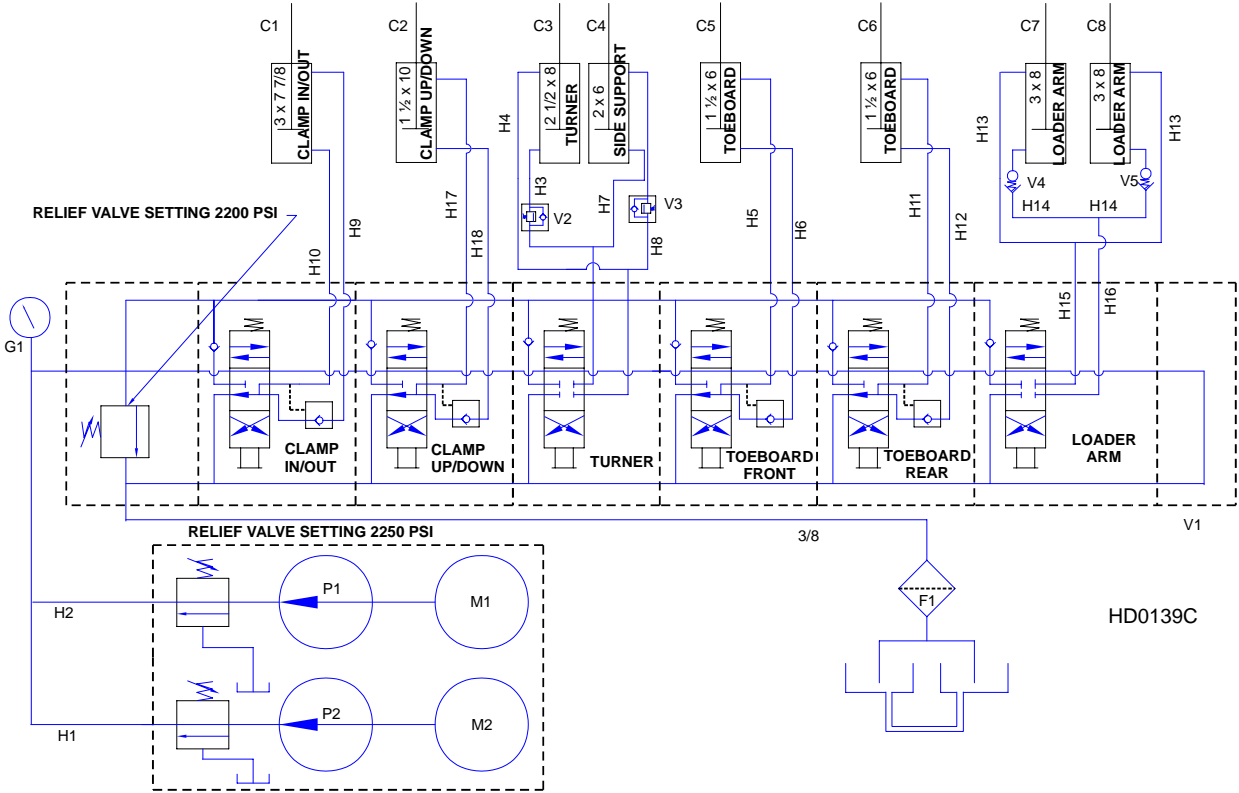 C1
C2
C3
C4
C5
C6
C7
C8
3 x 7 7/8
CLAMP IN/OUT
1 ½ x 10
CLAMP UP/DOWN
2 1/2 x 8
TURNER
2 x 6
SIDE SUPPORT
1 ½ x 6
TOEBOARD
1 ½ x 6
TOEBOARD
3 x 8
LOADER ARM
3 x 8
LOADER ARM
H4
H13
H13
H3
H7
V2
V3
V4
V5
H14
H14
H17
H5
H11
H9
H10
H18
H8
H6
H12
H15
H16
RELIEF VALVE SETTING 2200 PSI
G1
CLAMP
IN/OUT
CLAMP
UP/DOWN
TURNER
TOEBOARD
FRONT
TOEBOARD
REAR
LOADER
ARM
V1
RELIEF VALVE SETTING 2250 PSI
3/8
H2
P1
M1
F1
HD0139C
H1
P2
M2